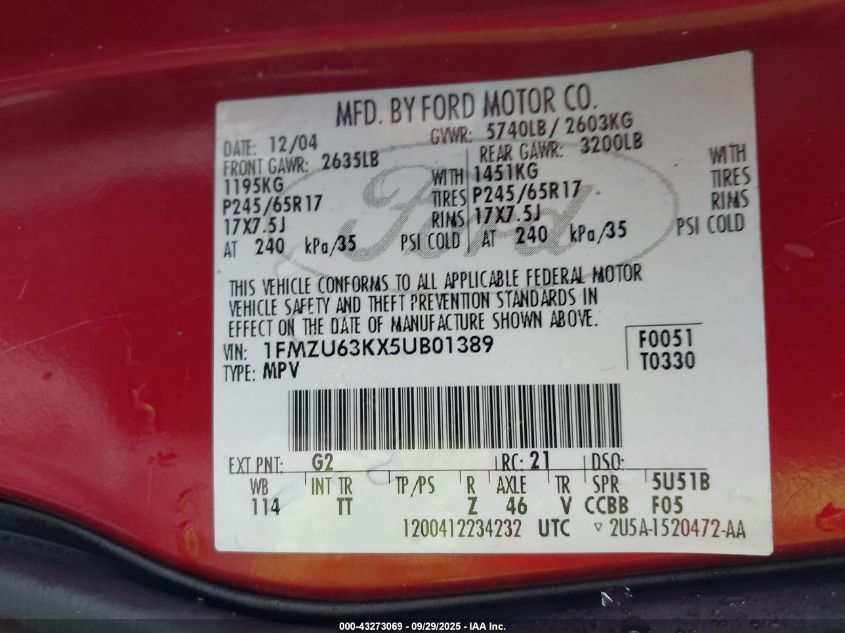 MFD. BY FORD MOTOR CO.
DATE: 12/04 GVWR: 5740LB / 2603KG
FRONT GAWR: 2635LB REAR GAWR: 3200LB
1195KG WITH 1451KG WITH
P245/65R17 TIRES P245/65R17 TIRES
17X7.5J RIMS 17X7.5J RIMS
AT 240 kPa/35 PSI COLD AT 240 kPa/35 PSI COLD
Ford
THIS VEHICLE CONFORMS TO ALL APPLICABLE FEDERAL MOTOR
VEHICLE SAFETY AND THEFT PREVENTION STANDARDS IN
EFFECT ON THE DATE OF MANUFACTURE SHOWN ABOVE.
VIN: 1FMZU63KX5UB01389 F0051
TYPE: MPV T0330
EXT PNT: G2 RC: 21 DSO:
WB INT TR TP/PS R AXLE TR SPR 5U51B
114 TT Z 46 V CCBB F05
1200412234232 UTC ▽ 2U5A-1520472-AA
000-43273069 | 09/29/2025 - IAA Inc.